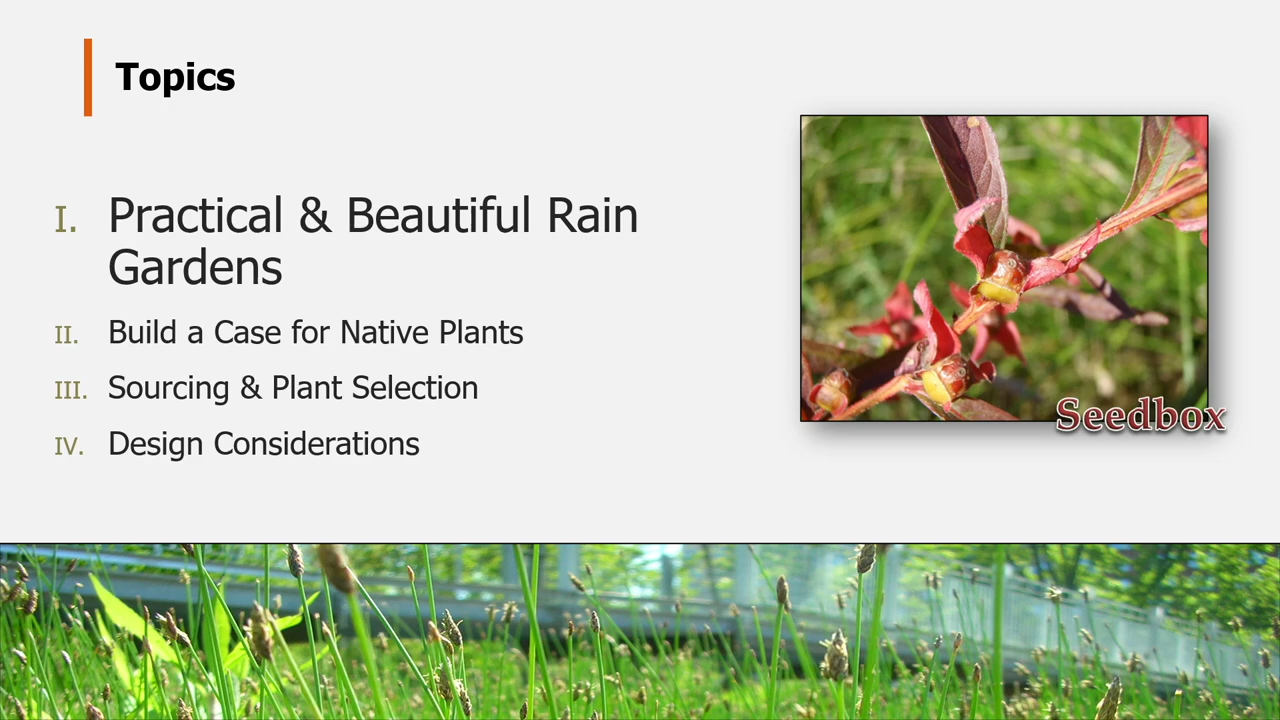 Topics
I. Practical & Beautiful Rain
Gardens
II. Build a Case for Native Plants
III. Sourcing & Plant Selection
IV. Design Considerations
Seedbox